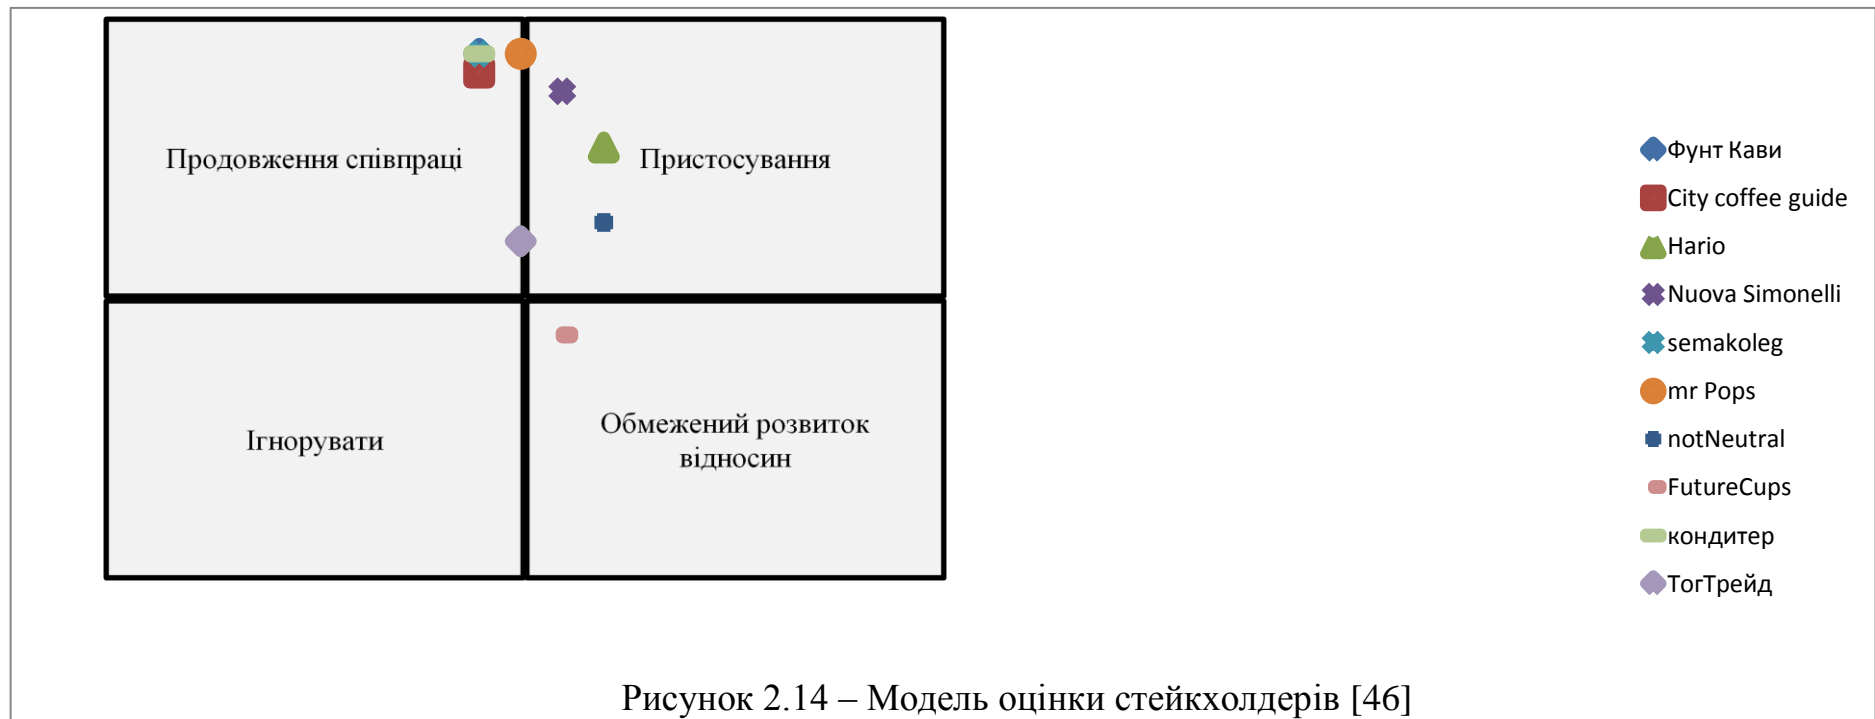 Продовження співпраці
Пристосування
Ігнорувати
Обмежений розвиток
відносин
Фунт Кави
City coffee guide
Hario
Nuova Simonelli
semakoleg
mr Pops
notNeutral
FutureCups
кондитер
ТогТрейд
Рисунок 2.14 – Модель оцінки стейкхолдерів [46]